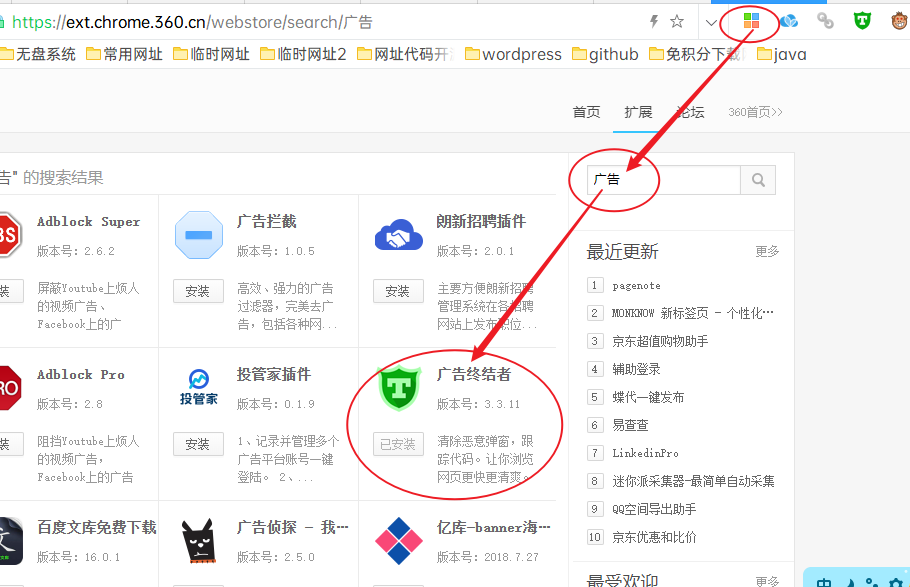 https://ext.chrome.360.cn/webstore/search/广告
无盘系统 常用网址 临时网址 临时网址2 网址代码开 wordpress github 免积分下载 java
首页 扩展 论坛 360首页>>
告" 的搜索结果
广告
Adblock Super
版本号: 2.6.2
屏蔽Youtube上烦人
的视频广告、
Facebook上的广
广告拦截
版本号: 1.0.5
安装
高效、强力的广告
过滤器，完美去广
告，包括各种网...
朗新招聘插件
版本号: 2.0.1
安装
主要方便朗新招聘
管理系统在各招聘
网站上发布职位...
Adblock Pro
版本号: 2.8
阻挡Youtube上烦人
的视频广告，
Facebook上的广告
投管家
投管家插件
版本号: 0.1.9
安装
1、记录并管理多个
广告平台账号一键
登陆。 2、...
广告终结者
版本号: 3.3.11
已安装
清除恶意弹窗，跟
踪代码。让你浏览
网页更快更清爽。
百度文库免费下载
版本号: 16.0.1
广告侦探 - 我…
版本号: 2.5.0
亿库-banner海…
版本号: 2018.7.27
最近更新 更多
1 pagenote
2 MONKNOW 新标签页 - 个性化…
3 京东超值购物助手
4 辅助登录
5 蝶代一键发布
6 易查查
7 LinkedinPro
8 迷你派采集器-最简单自动采集
9 QQ空间导出助手
10 京东优惠和比价
最受欢迎 更多
中